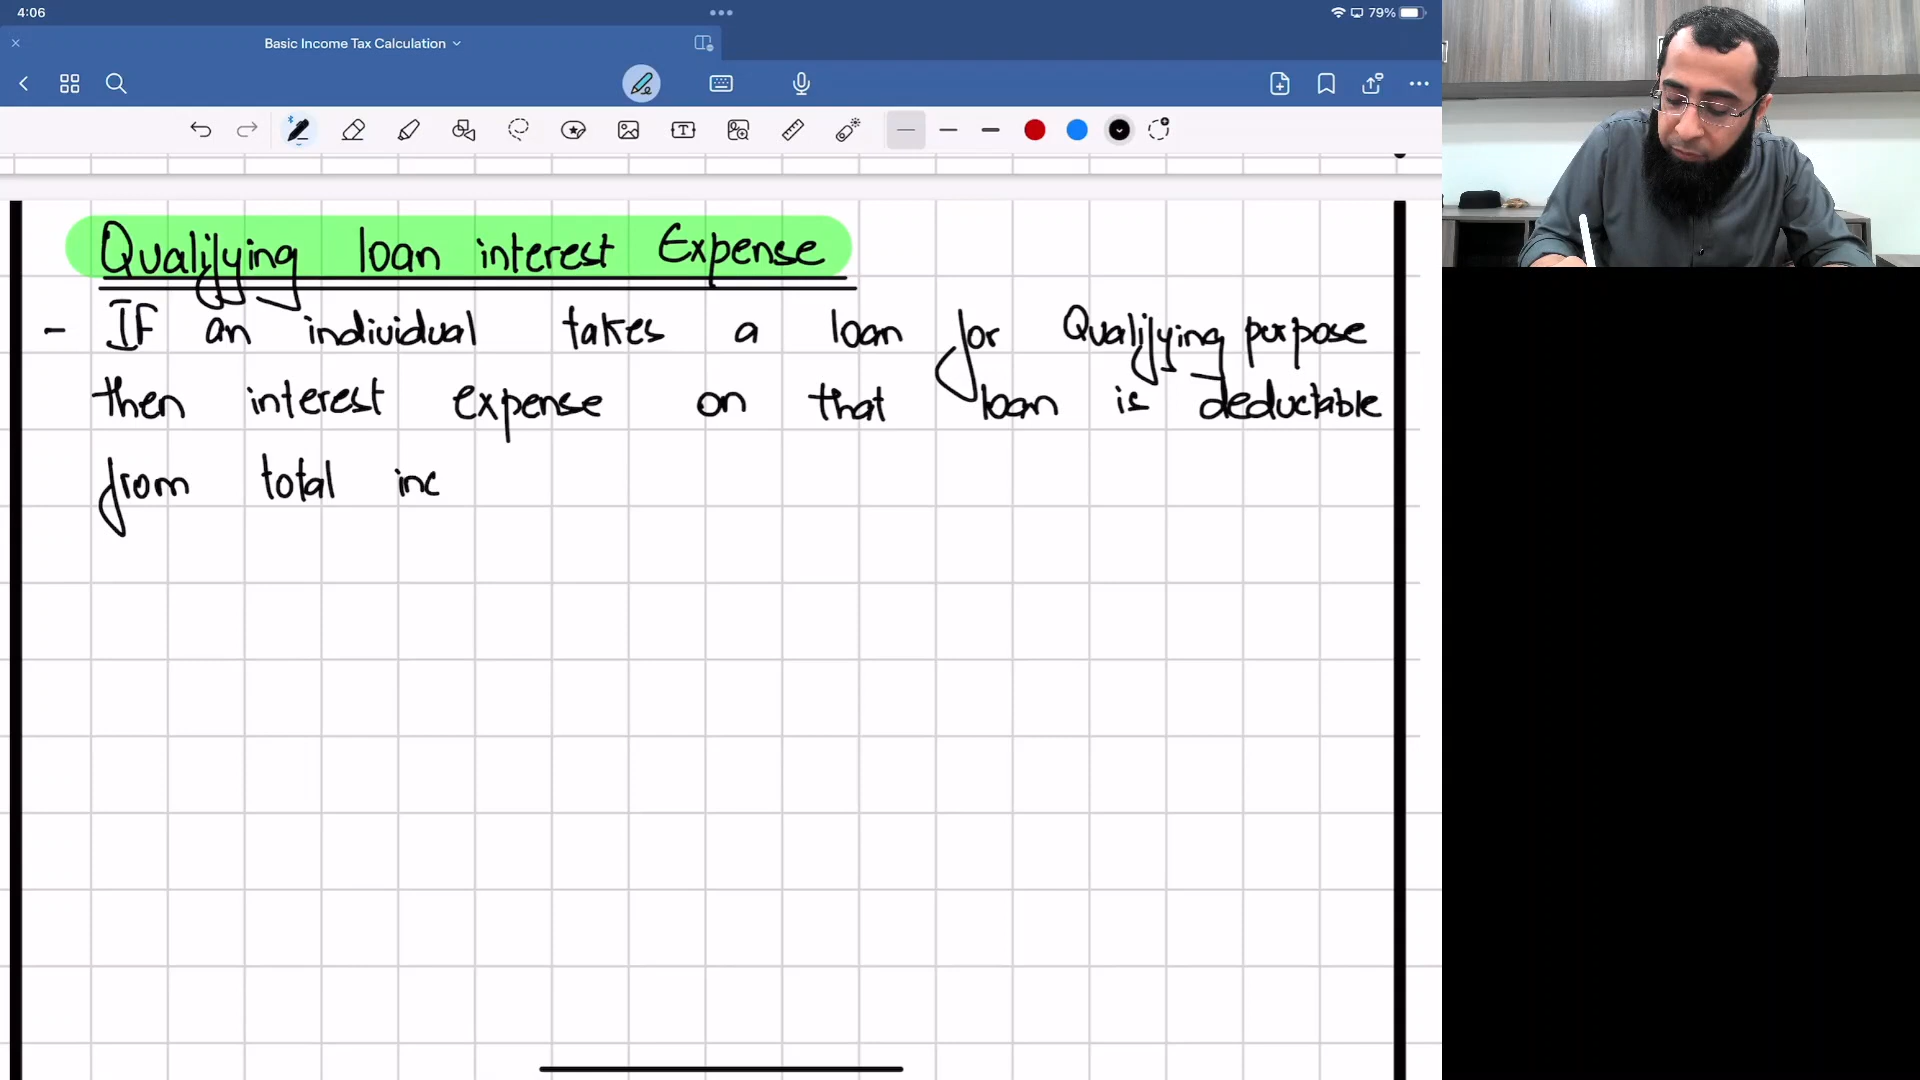 4:06
79%
Basic Income Tax Calculation
Qualifying loan interest Expense
- IF an individual takes a loan for Qualifying purpose
then interest expense on that loan is deductable
from total inc